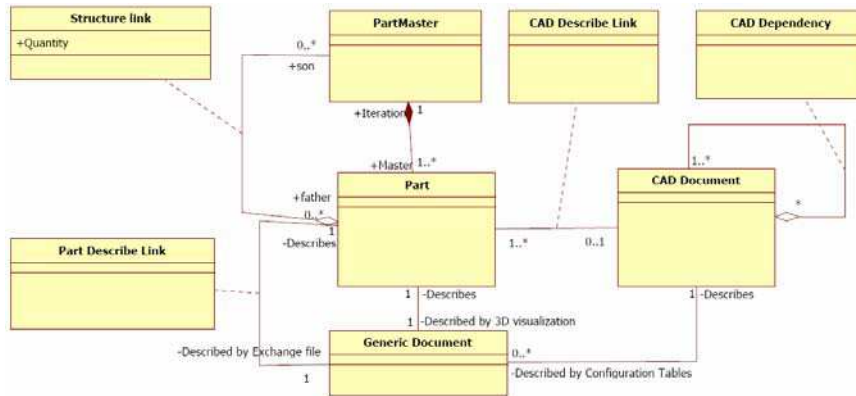 Structure link
+Quantity
PartMaster
CAD Describe Link
CAD Dependency
0..*
+son
+Iteration
1
+Master
1..*
Part
CAD Document
1..*
*
+father
0..*
1
-Describes
1..*
0..1
Part Describe Link
1
-Describes
1
-Describes
1
-Described by 3D visualization
Generic Document
-Described by Exchange file
1
0..*
-Described by Configuration Tables